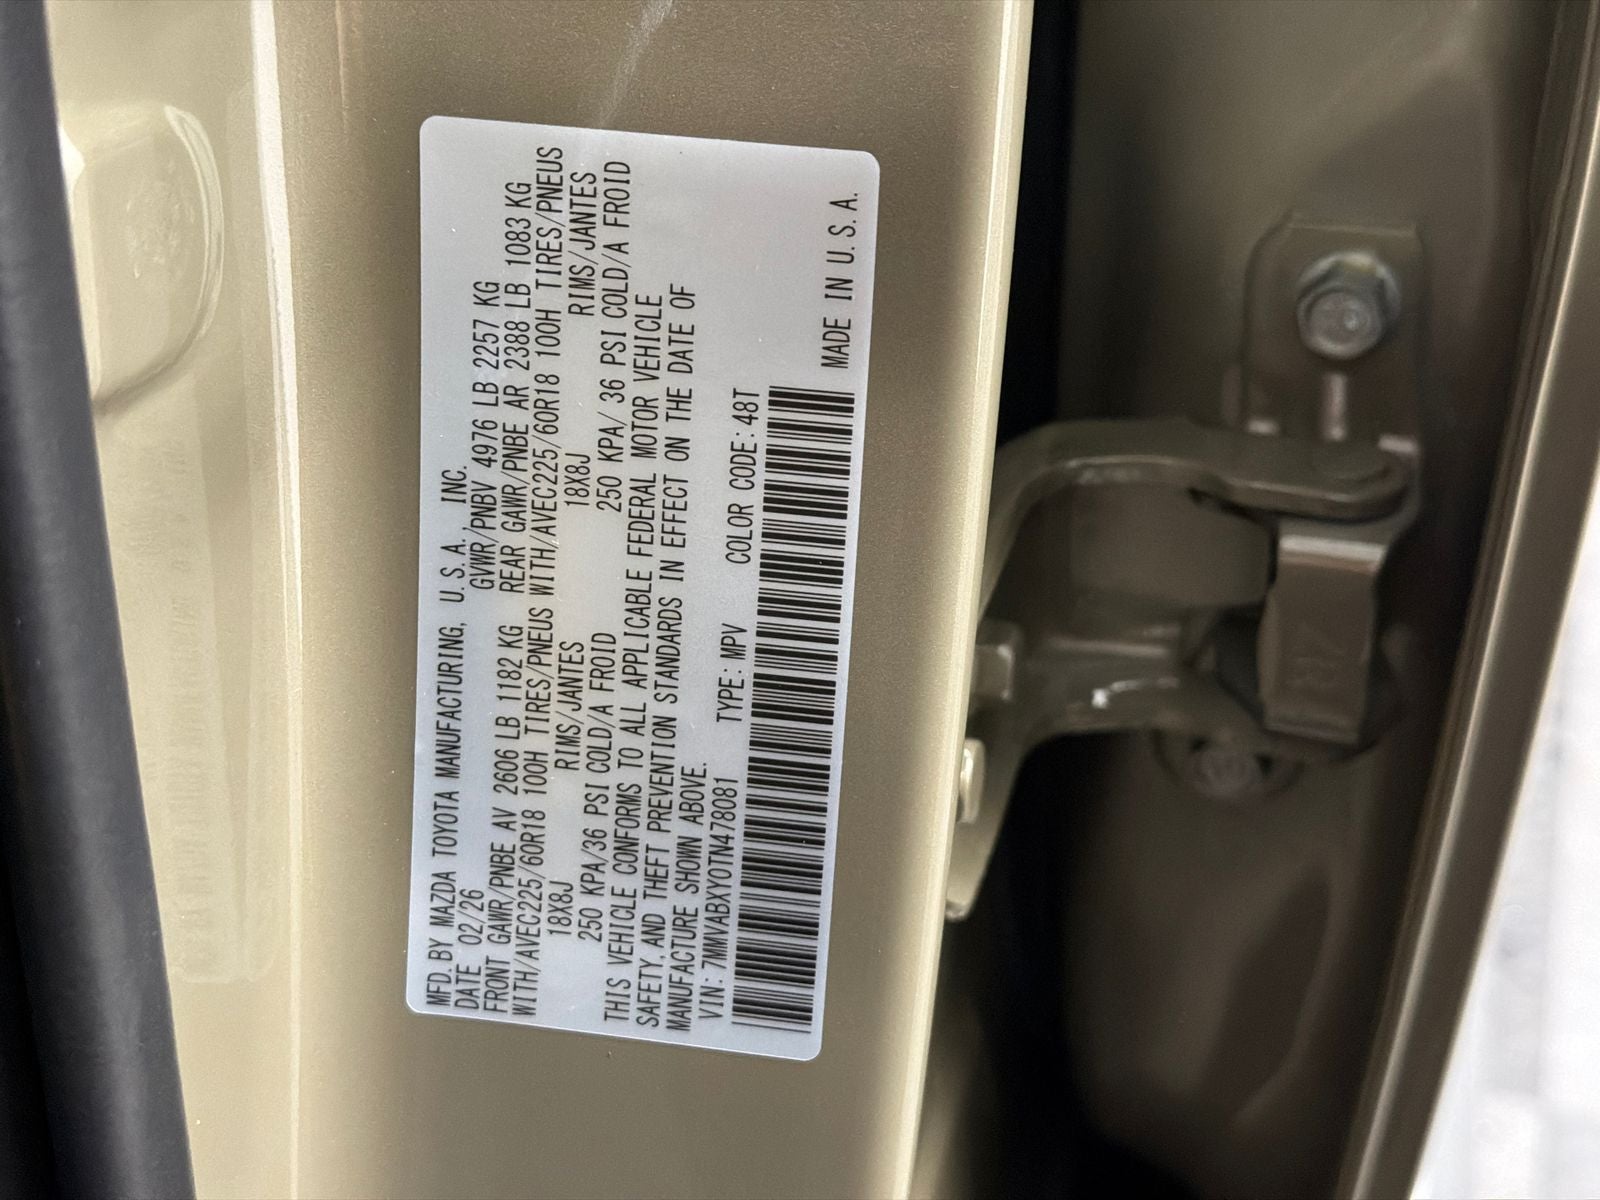 MFD. BY MAZDA TOYOTA MANUFACTURING, U.S.A., INC.
DATE 02/26 GVWR/PNBV 4976 LB 2257 KG
FRONT GAWR/PNBE AV 2606 LB 1182 KG REAR GAWR/PNBE AR 2388 LB 1083 KG
WITH/AVEC225/60R18 100H TIRES/PNEUS WITH/AVEC225/60R18 100H TIRES/PNEUS
18X8J RIMS/JANTES 18X8J RIMS/JANTES
250 KPA/36 PSI COLD/A FROID 250 KPA/ 36 PSI COLD/A FROID
THIS VEHICLE CONFORMS TO ALL APPLICABLE FEDERAL MOTOR VEHICLE
SAFETY, AND THEFT PREVENTION STANDARDS IN EFFECT ON THE DATE OF
MANUFACTURE SHOWN ABOVE.
VIN: 7MMVABXY0TN478081 TYPE: MPV COLOR CODE: 48T
MADE IN U.S.A.